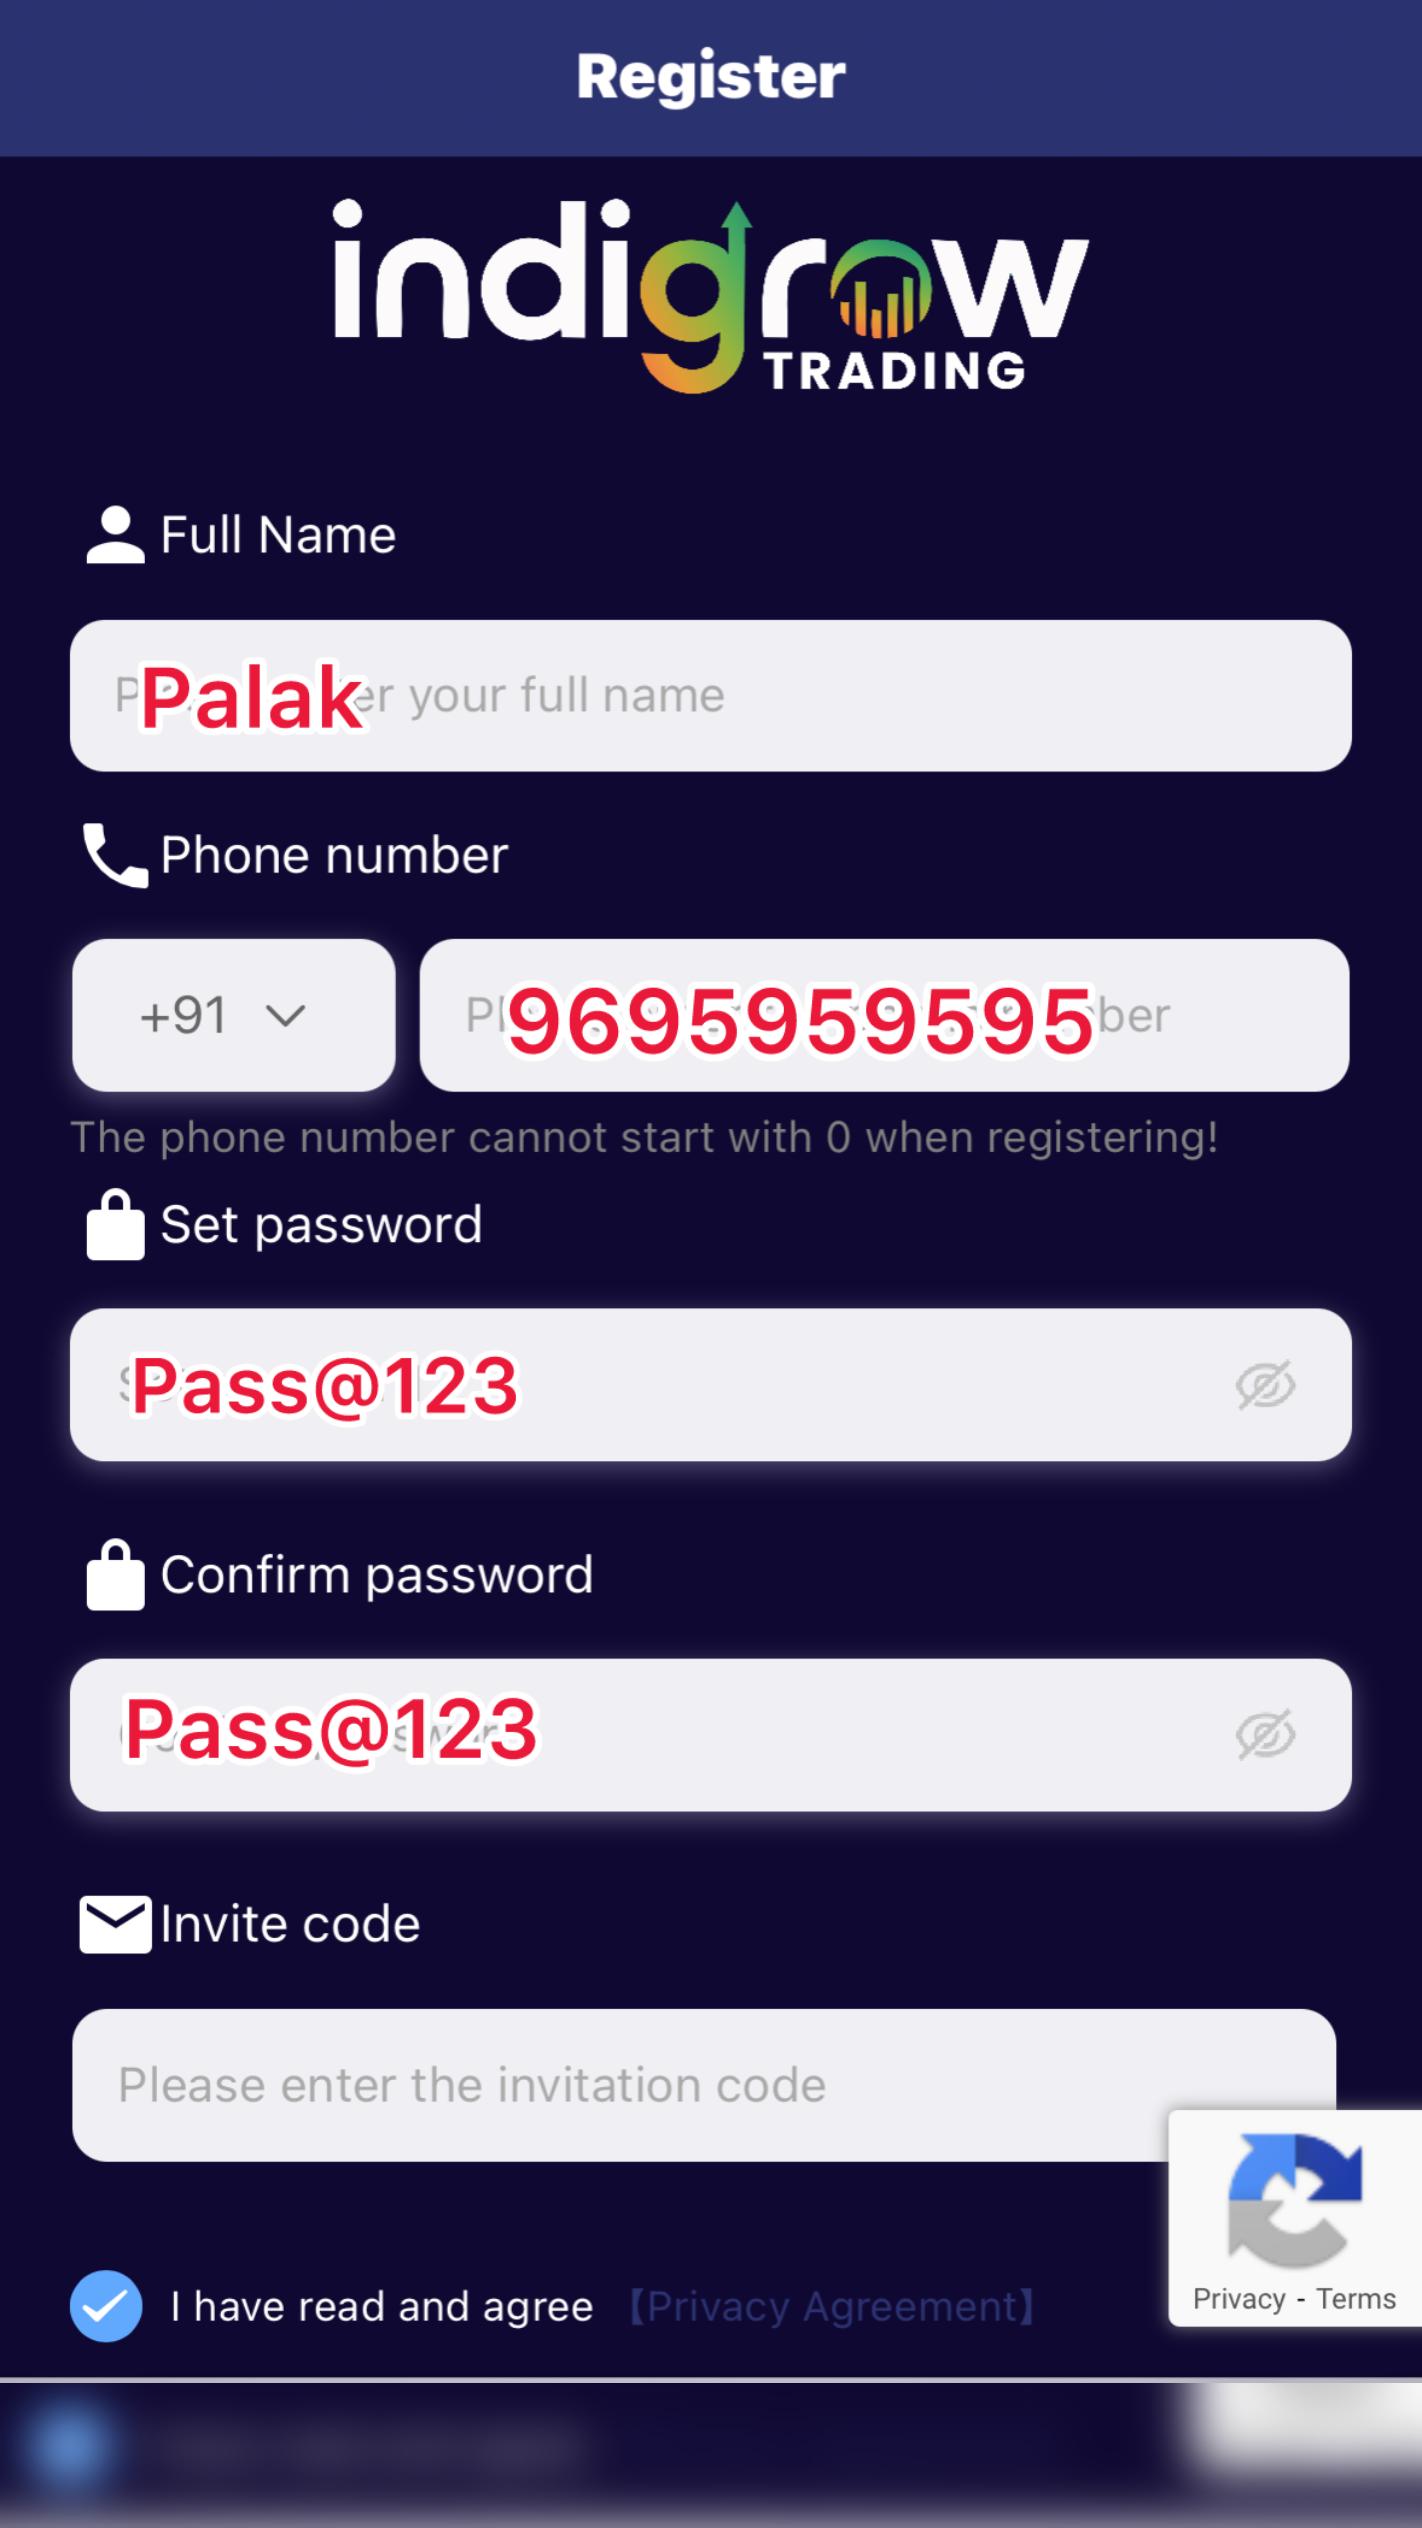 Register
indigrow
TRADING
Full Name
Palak
er your full name
Phone number
+91
9695959595
ber
The phone number cannot start with 0 when registering!
Set password
Pass@123
Confirm password
Pass@123
Invite code
Please enter the invitation code
I have read and agree 【Privacy Agreement】
Privacy - Terms